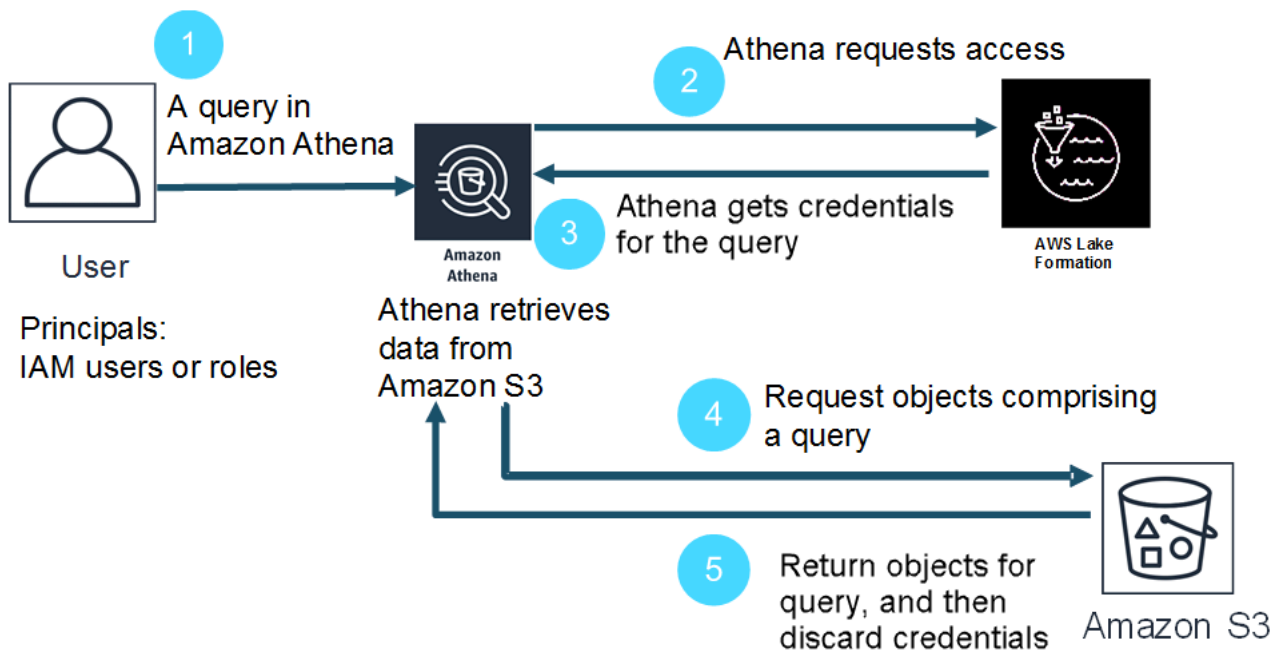 1
A query in
Amazon Athena
User
Principals:
IAM users or roles
Amazon
Athena
2
Athena requests access
3
Athena gets credentials
for the query
AWS Lake
Formation
Athena retrieves
data from
Amazon S3
4
Request objects comprising
a query
5
Return objects for
query, and then
discard credentials
Amazon S3